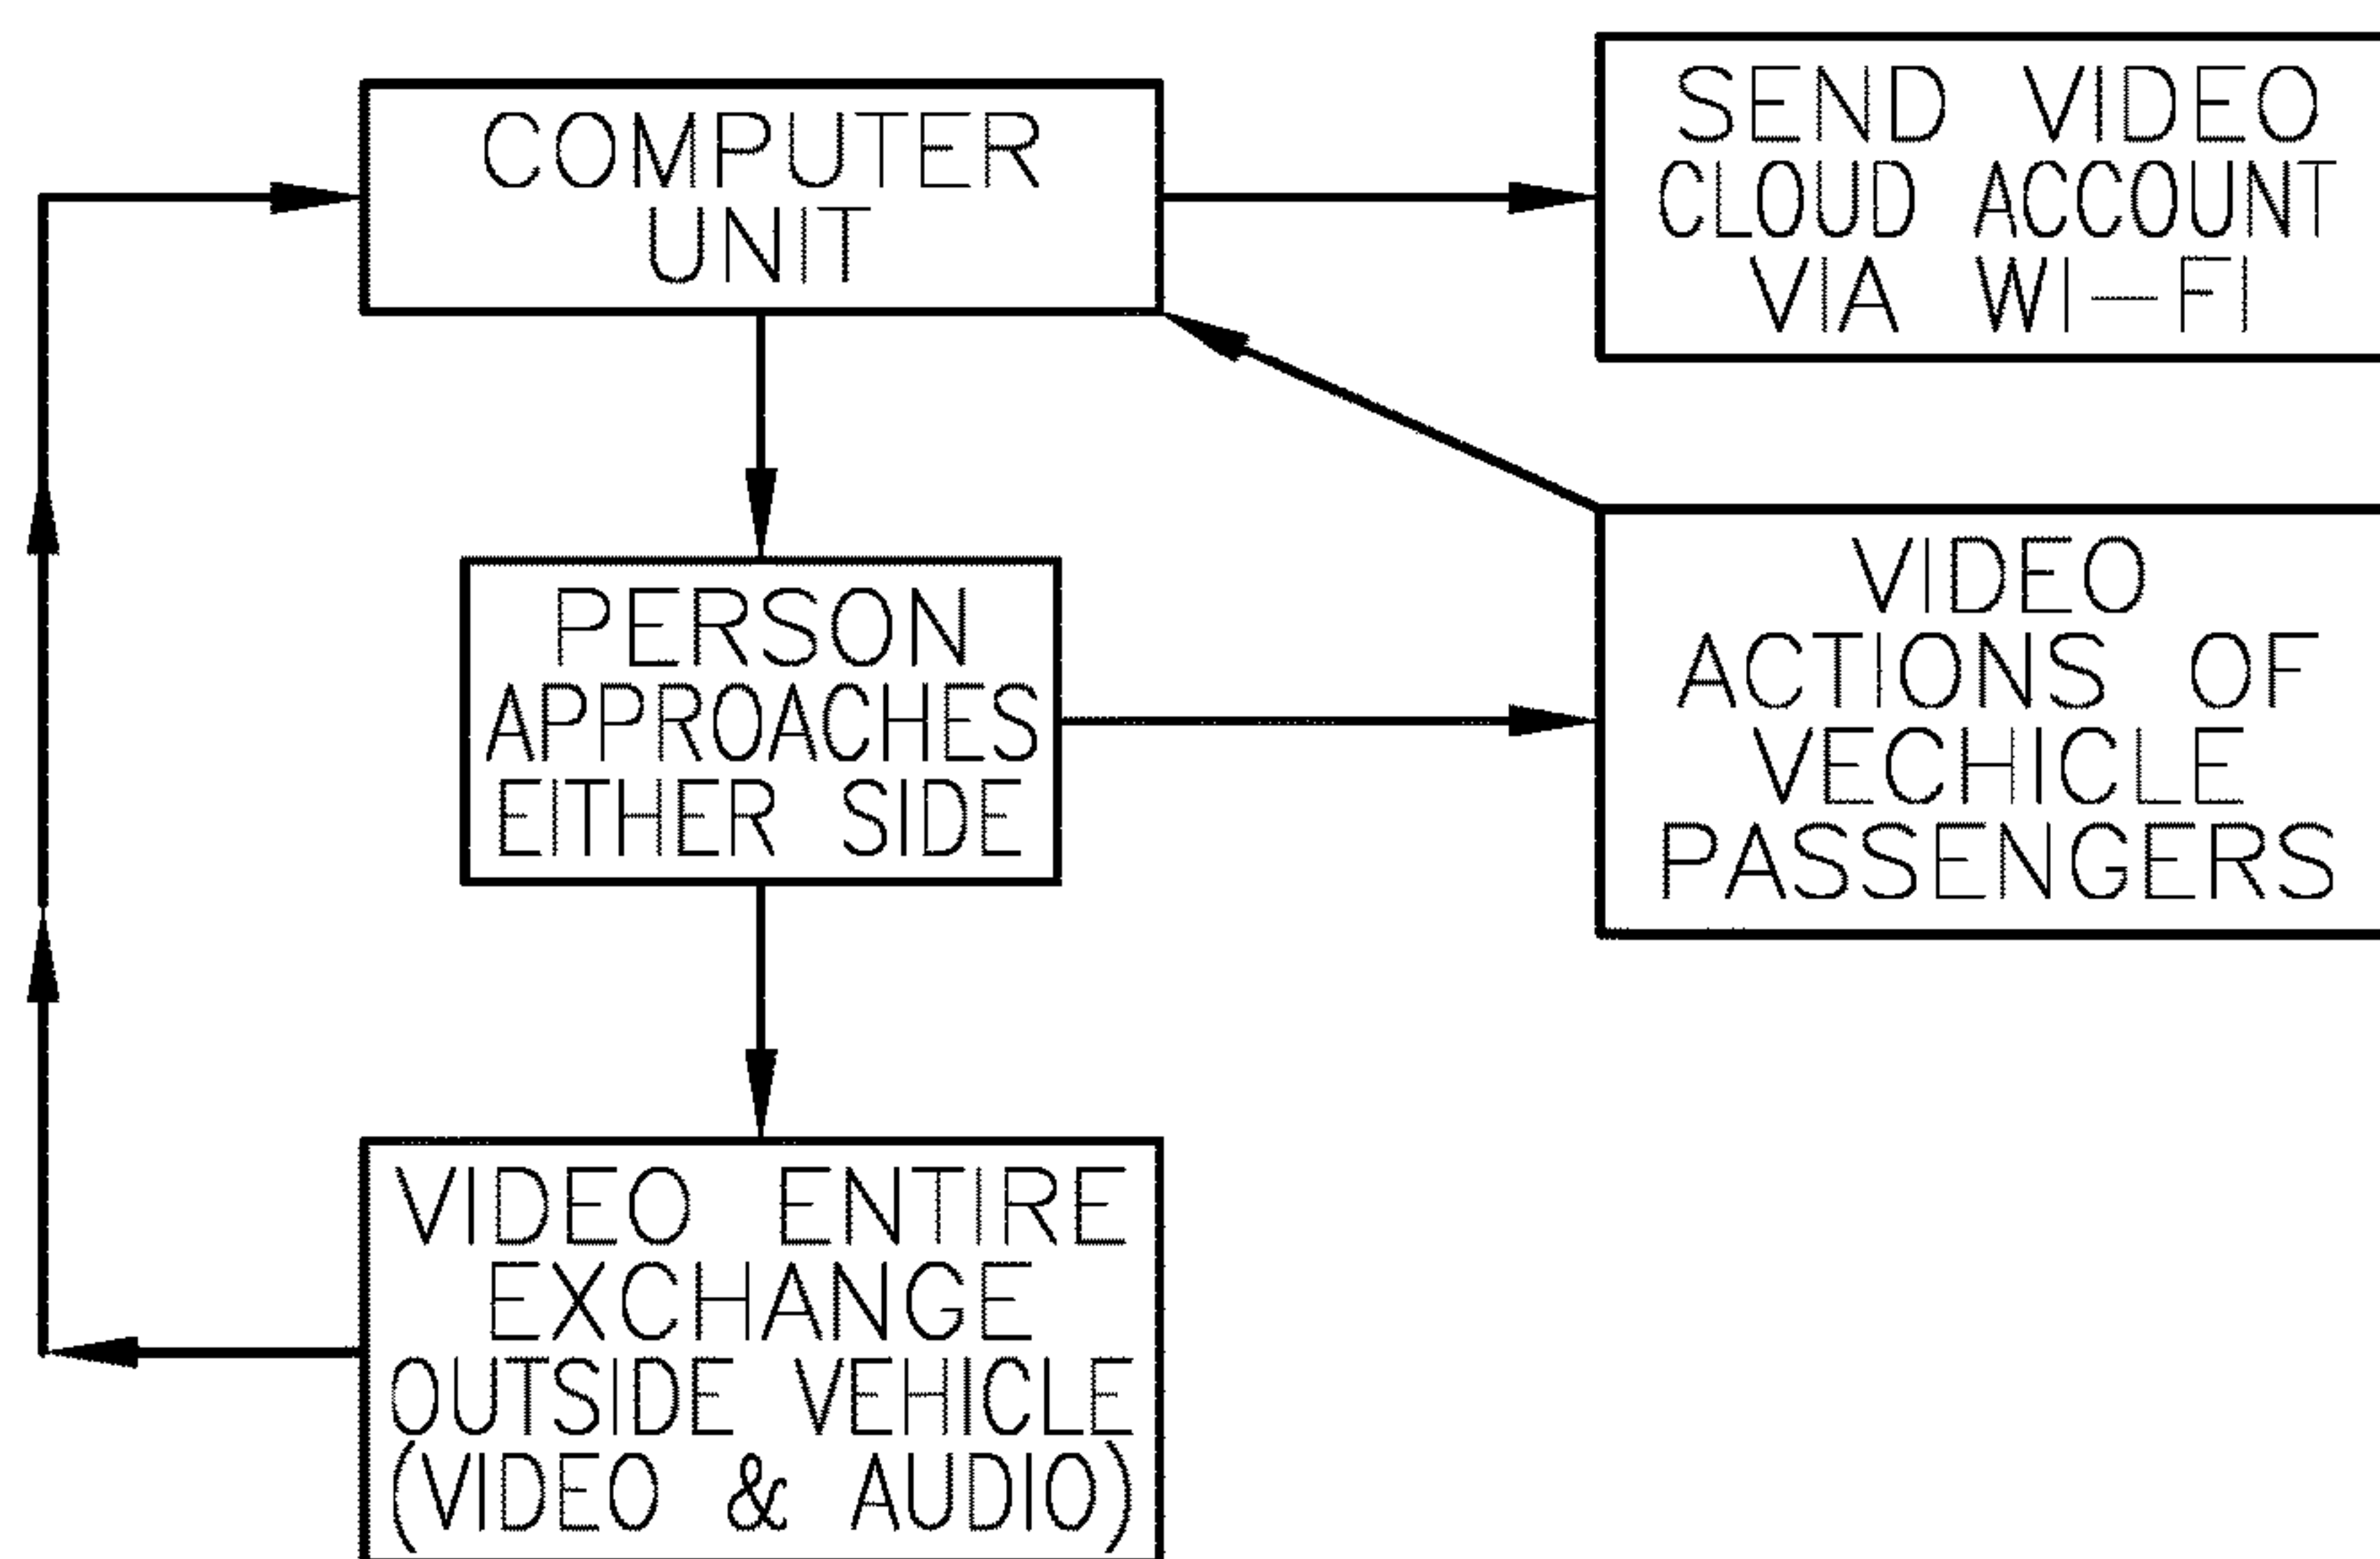 COMPUTER
UNIT
SEND VIDEO
CLOUD ACCOUNT
VIA WI-FI
PERSON
APPROACHES
EITHER SIDE
VIDEO
ACTIONS OF
VECHICLE
PASSENGERS
VIDEO ENTIRE
EXCHANGE
OUTSIDE VEHICLE
(VIDEO & AUDIO)